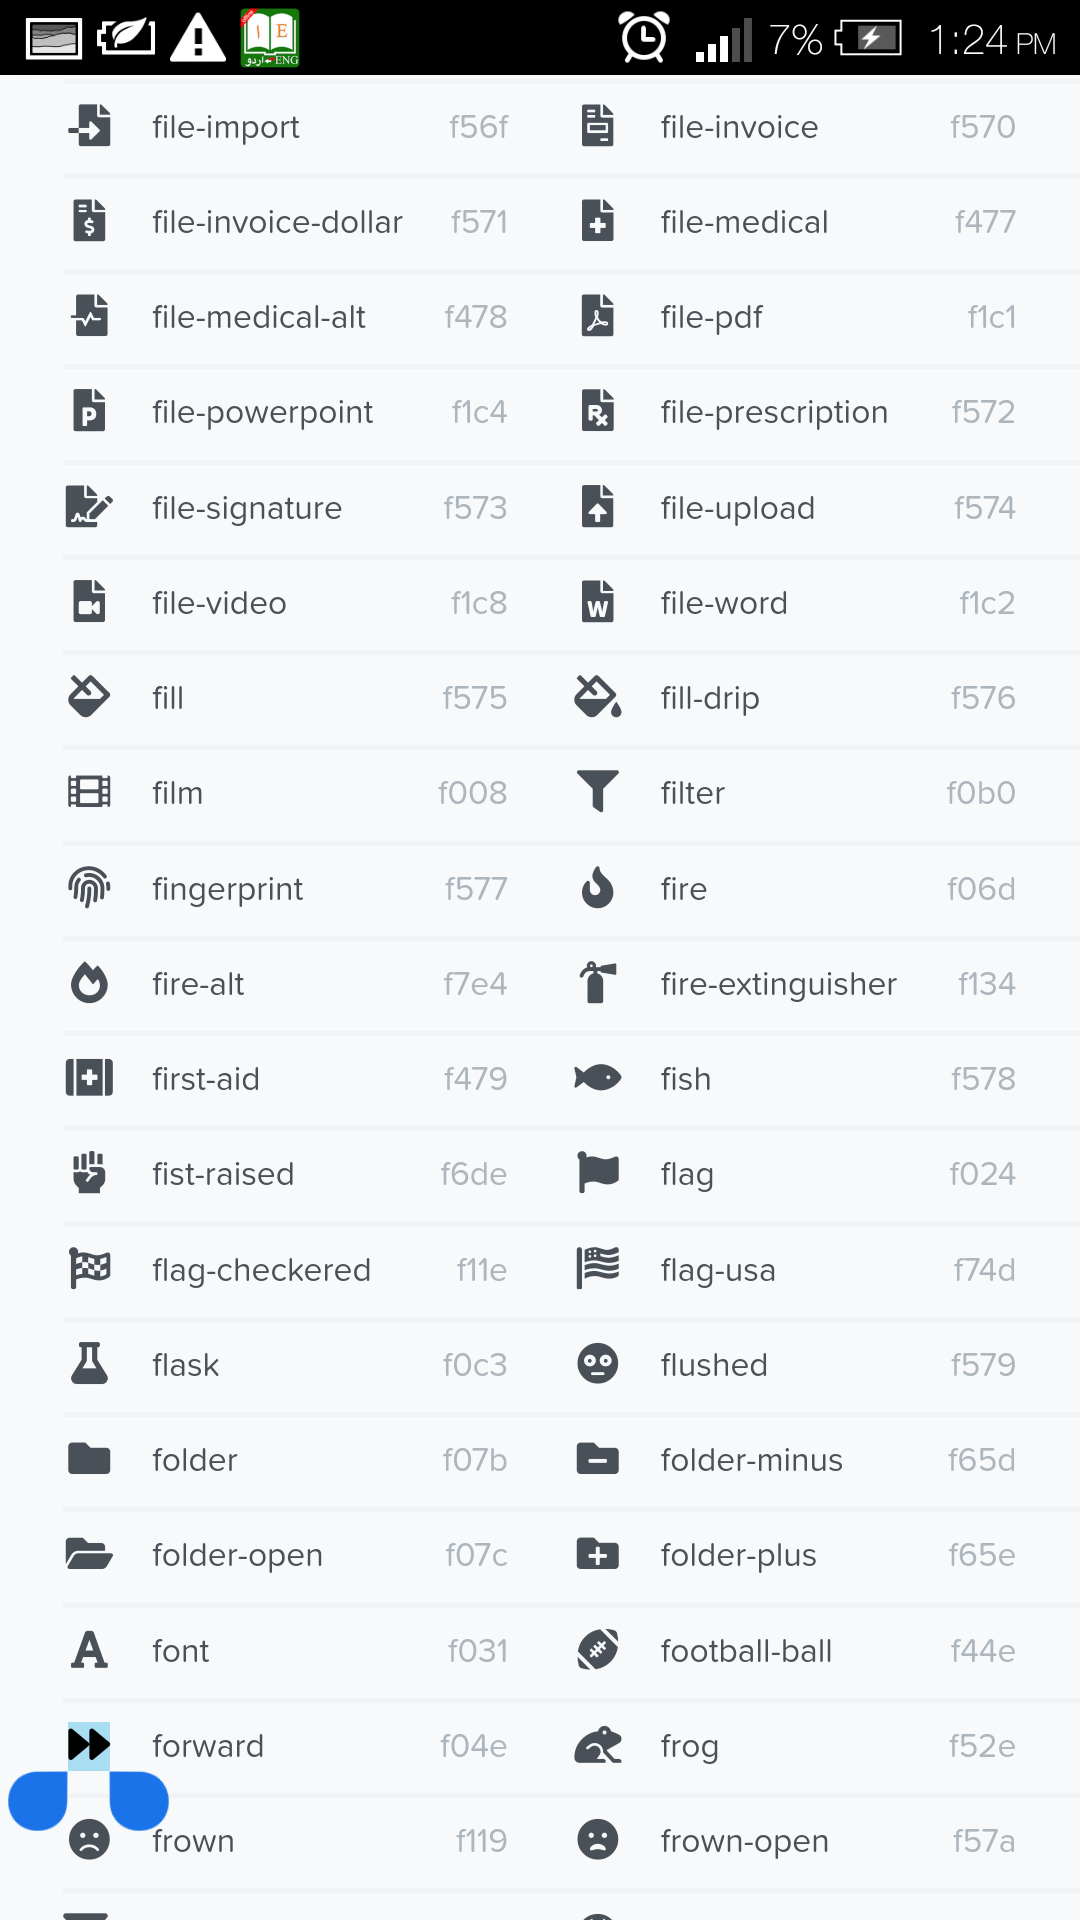 7% 1:24 PM
I E
اردو ENG
file-import f56f file-invoice f570
file-invoice-dollar f571 file-medical f477
file-medical-alt f478 file-pdf f1c1
file-powerpoint f1c4 file-prescription f572
file-signature f573 file-upload f574
file-video f1c8 file-word f1c2
fill f575 fill-drip f576
film f008 filter f0b0
fingerprint f577 fire f06d
fire-alt f7e4 fire-extinguisher f134
first-aid f479 fish f578
fist-raised f6de flag f024
flag-checkered f11e flag-usa f74d
flask f0c3 flushed f579
folder f07b folder-minus f65d
folder-open f07c folder-plus f65e
font f031 football-ball f44e
forward f04e frog f52e
frown f119 frown-open f57a